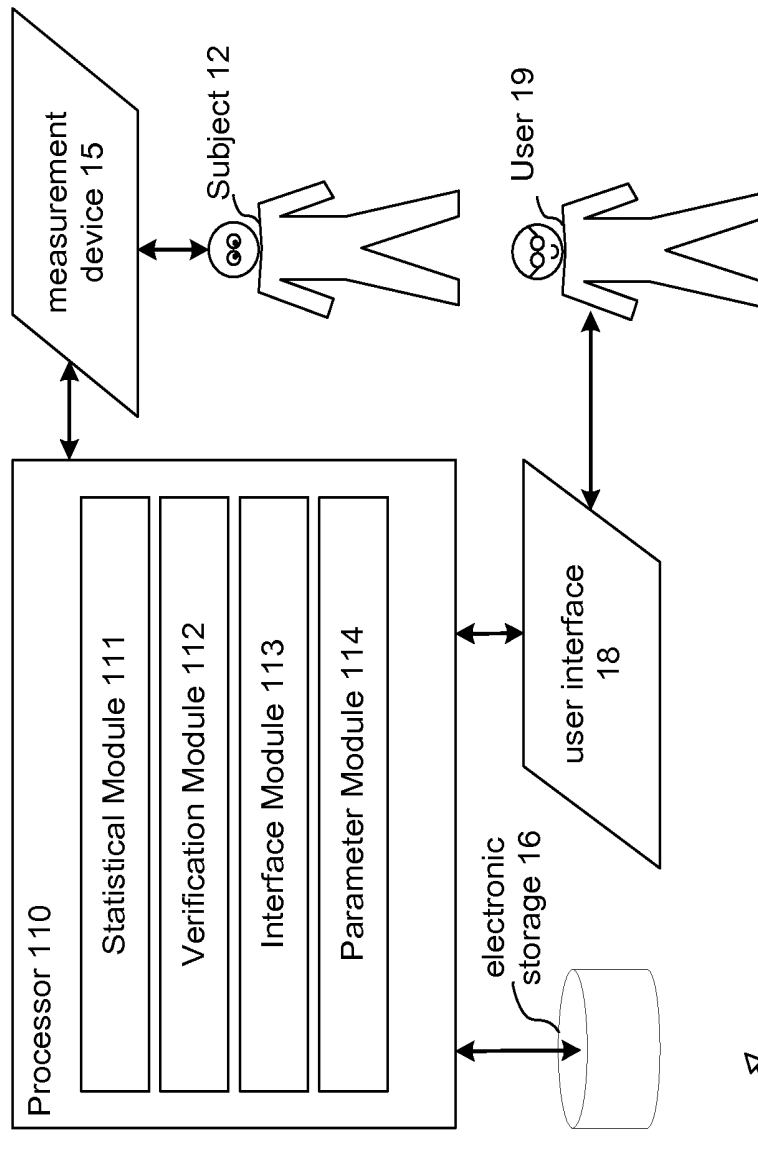 Processor 110
Statistical Module 111
Verification Module 112
Interface Module 113
Parameter Module 114
measurement
device 15
Subject 12
User 19
electronic
storage 16
user interface
18